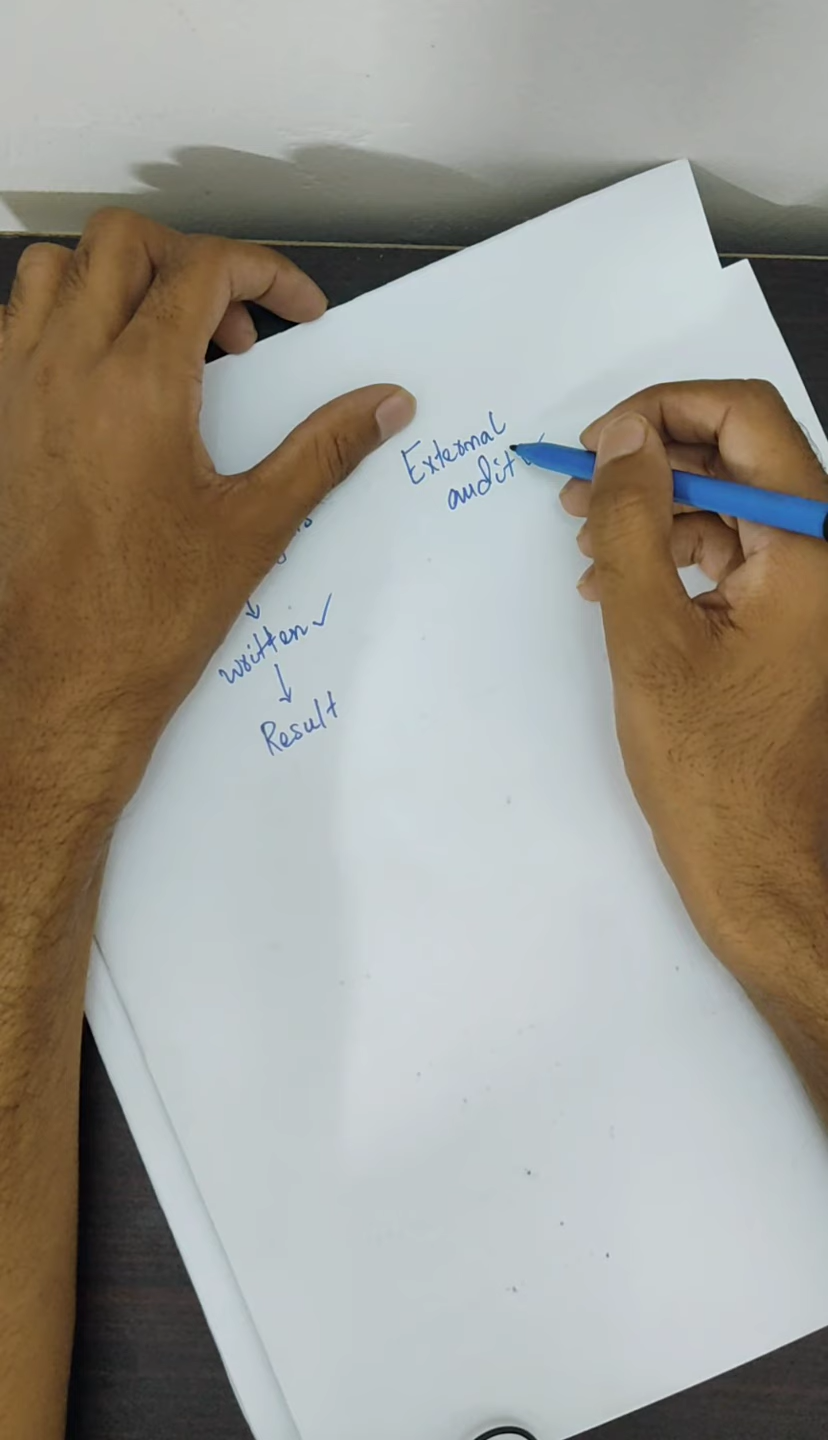 External
audit ✓
↓
written ✓
↓
Result